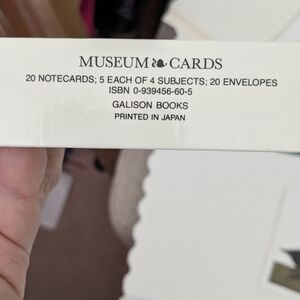 MUSEUM ❧ CARDS
20 NOTECARDS; 5 EACH OF 4 SUBJECTS; 20 ENVELOPES
ISBN 0-939456-60-5
GALISON BOOKS
PRINTED IN JAPAN